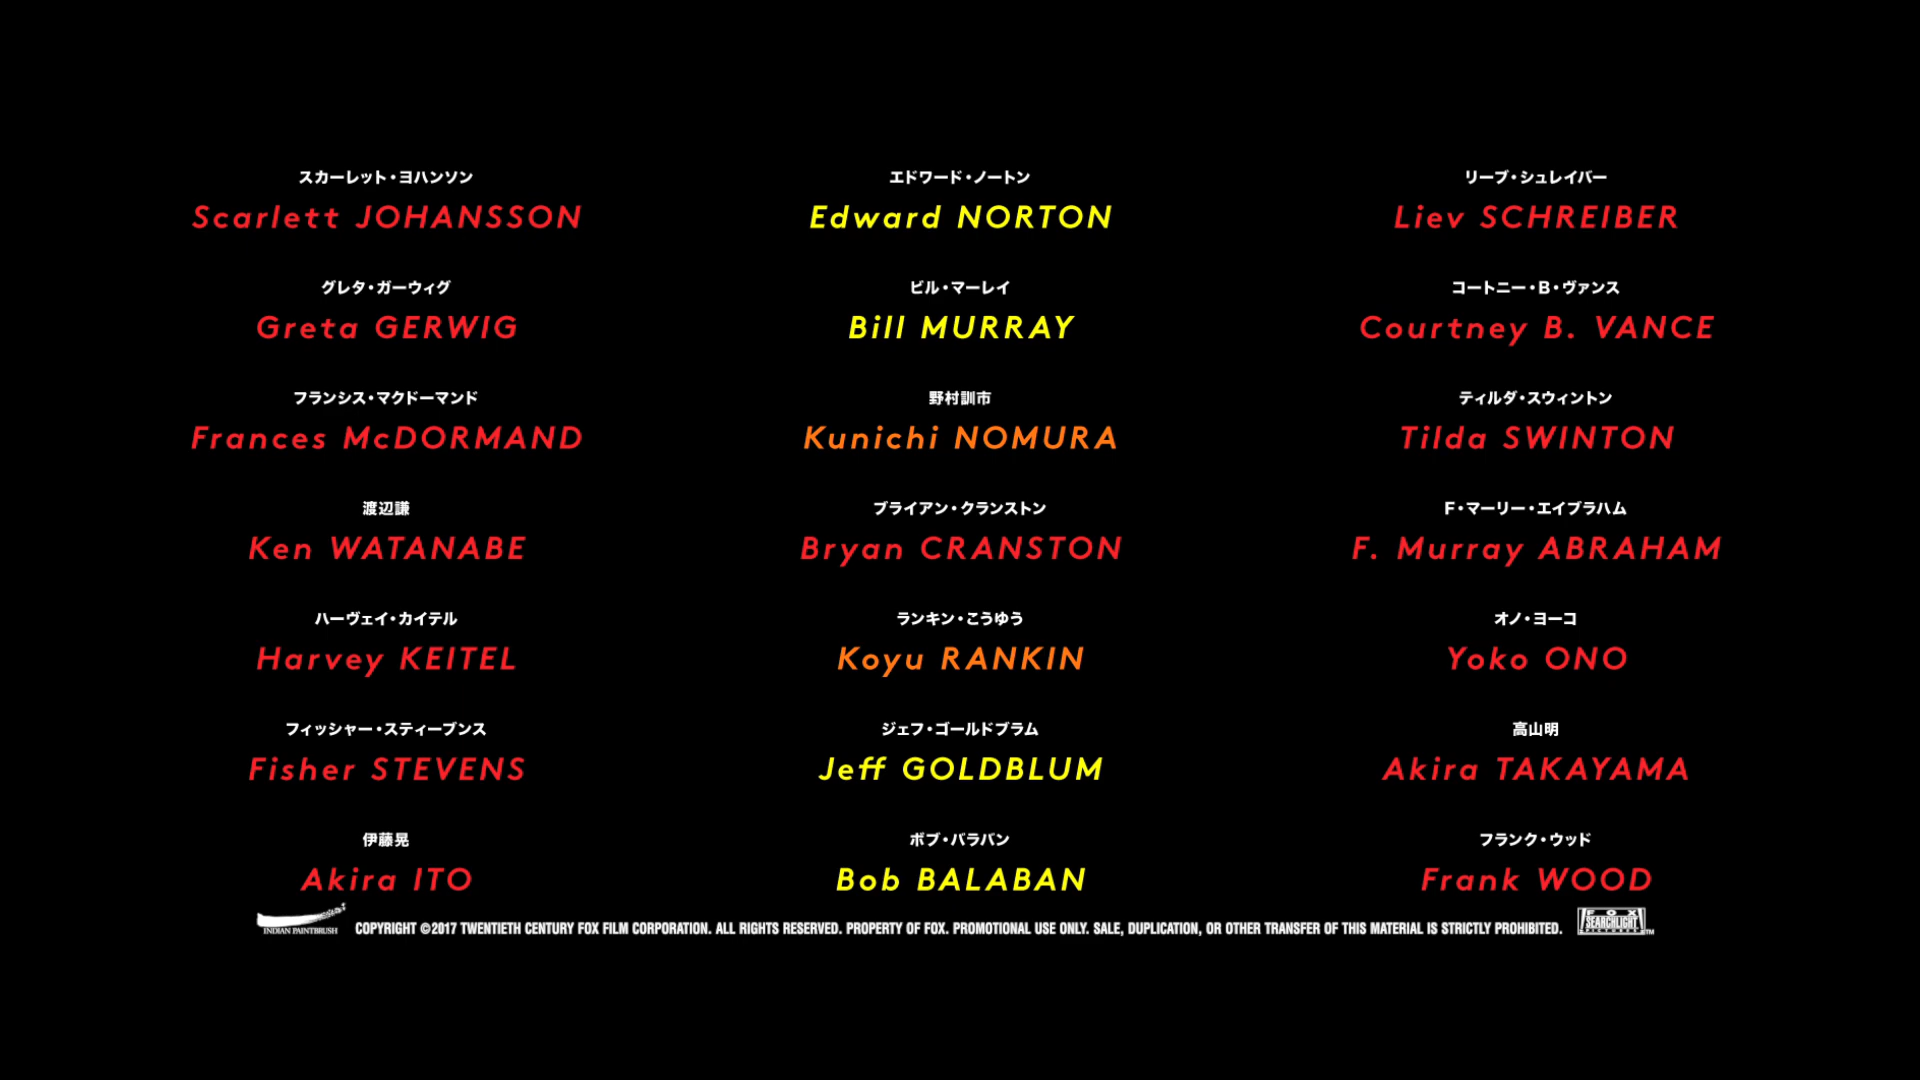 スカーレット・ヨハンソン
Scarlett JOHANSSON
エドワード・ノートン
Edward NORTON
リーブ・シュレイバー
Liev SCHREIBER
グレタ・ガーウィグ
Greta GERWIG
ビル・マーレイ
Bill MURRAY
コートニー・B・ヴァンス
Courtney B. VANCE
フランシス・マクドーマンド
Frances McDORMAND
野村訓市
Kunichi NOMURA
ティルダ・スウィントン
Tilda SWINTON
渡辺謙
Ken WATANABE
ブライアン・クランストン
Bryan CRANSTON
F・マーリー・エイブラハム
F. Murray ABRAHAM
ハーヴェイ・カイテル
Harvey KEITEL
ランキン・こうゆう
Koyu RANKIN
オノ・ヨーコ
Yoko ONO
フィッシャー・スティーブンス
Fisher STEVENS
ジェフ・ゴールドブラム
Jeff GOLDBLUM
高山明
Akira TAKAYAMA
伊藤晃
Akira ITO
ボブ・バラバン
Bob BALABAN
フランク・ウッド
Frank WOOD
INDIAN PAINTBRUSH
COPYRIGHT ©2017 TWENTIETH CENTURY FOX FILM CORPORATION. ALL RIGHTS RESERVED. PROPERTY OF FOX. PROMOTIONAL USE ONLY. SALE, DUPLICATION, OR OTHER TRANSFER OF THIS MATERIAL IS STRICTLY PROHIBITED.
FOX
SEARCHLIGHT
PICTURES TM